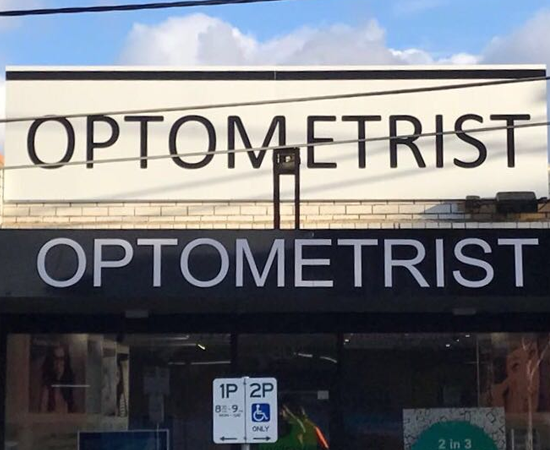 OPTOMETRIST
OPTOMETRIST
1P 2P
8 - 9
ONLY
2 in 3